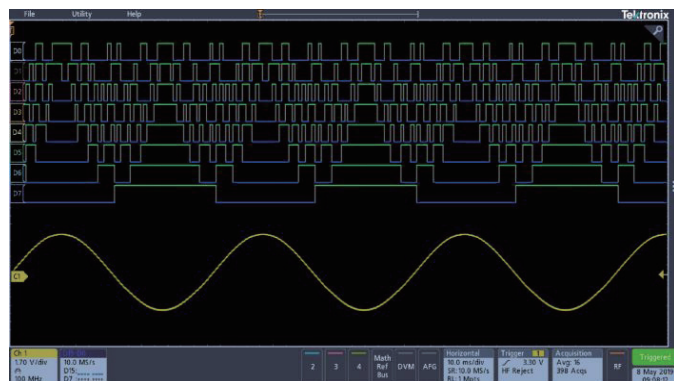 File Utility Help Tektronix
D0
D1
D2
D3
D4
D5
D6
D7
C1
Ch 1
1.70 V/div
100 MHz
10.0 MS/s
D15:
D7
2
3
4
Math
Ref
Bus
DVM
AFG
Horizontal
10.0 ms/div
SR: 10.0 MS/s
RL: 1 Mpts
Trigger 1
3.30 V
HF Reject
Acquisition
Avg: 16
398 Acqs
RF
Triggered
8 May 2019